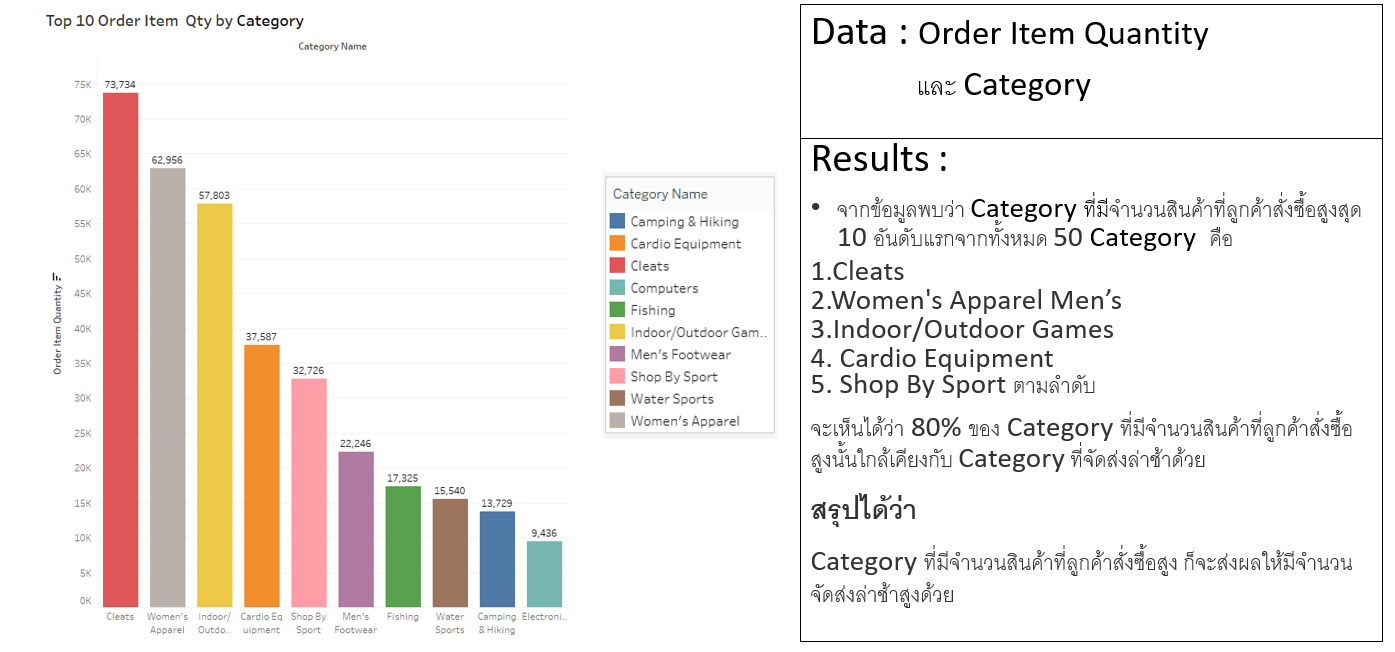 Top 10 Order Item  Qty by Category
Category Name
Order Item Quantity
75K
70K
65K
60K
55K
50K
45K
40K
35K
30K
25K
20K
15K
10K
5K
0K
73,734
62,956
57,803
37,587
32,726
22,246
17,325
15,540
13,729
9,436
Cleats
Women's
Apparel
Indoor/
Outdo..
Cardio Eq
uipment
Shop By
Sport
Men's
Footwear
Fishing
Water
Sports
Camping
& Hiking
Electroni..
Category Name
Camping & Hiking
Cardio Equipment
Cleats
Computers
Fishing
Indoor/Outdoor Gam..
Men's Footwear
Shop By Sport
Water Sports
Women's Apparel
Data : Order Item Quantity
และ Category
Results :
• จากข้อมูลพบว่า Category ที่มีจำนวนสินค้าที่ลูกค้าสั่งซื้อสูงสุด
10 อันดับแรกจากทั้งหมด 50 Category คือ
1.Cleats
2.Women's Apparel Men’s
3.Indoor/Outdoor Games
4. Cardio Equipment
5. Shop By Sport ตามลำดับ
จะเห็นได้ว่า 80% ของ Category ที่มีจำนวนสินค้าที่ลูกค้าสั่งซื้อ
สูงนั้นใกล้เคียงกับ Category ที่จัดส่งล่าช้าด้วย
สรุปได้ว่า
Category ที่มีจำนวนสินค้าที่ลูกค้าสั่งซื้อสูง ก็จะส่งผลให้มีจำนวน
จัดส่งล่าช้าสูงด้วย